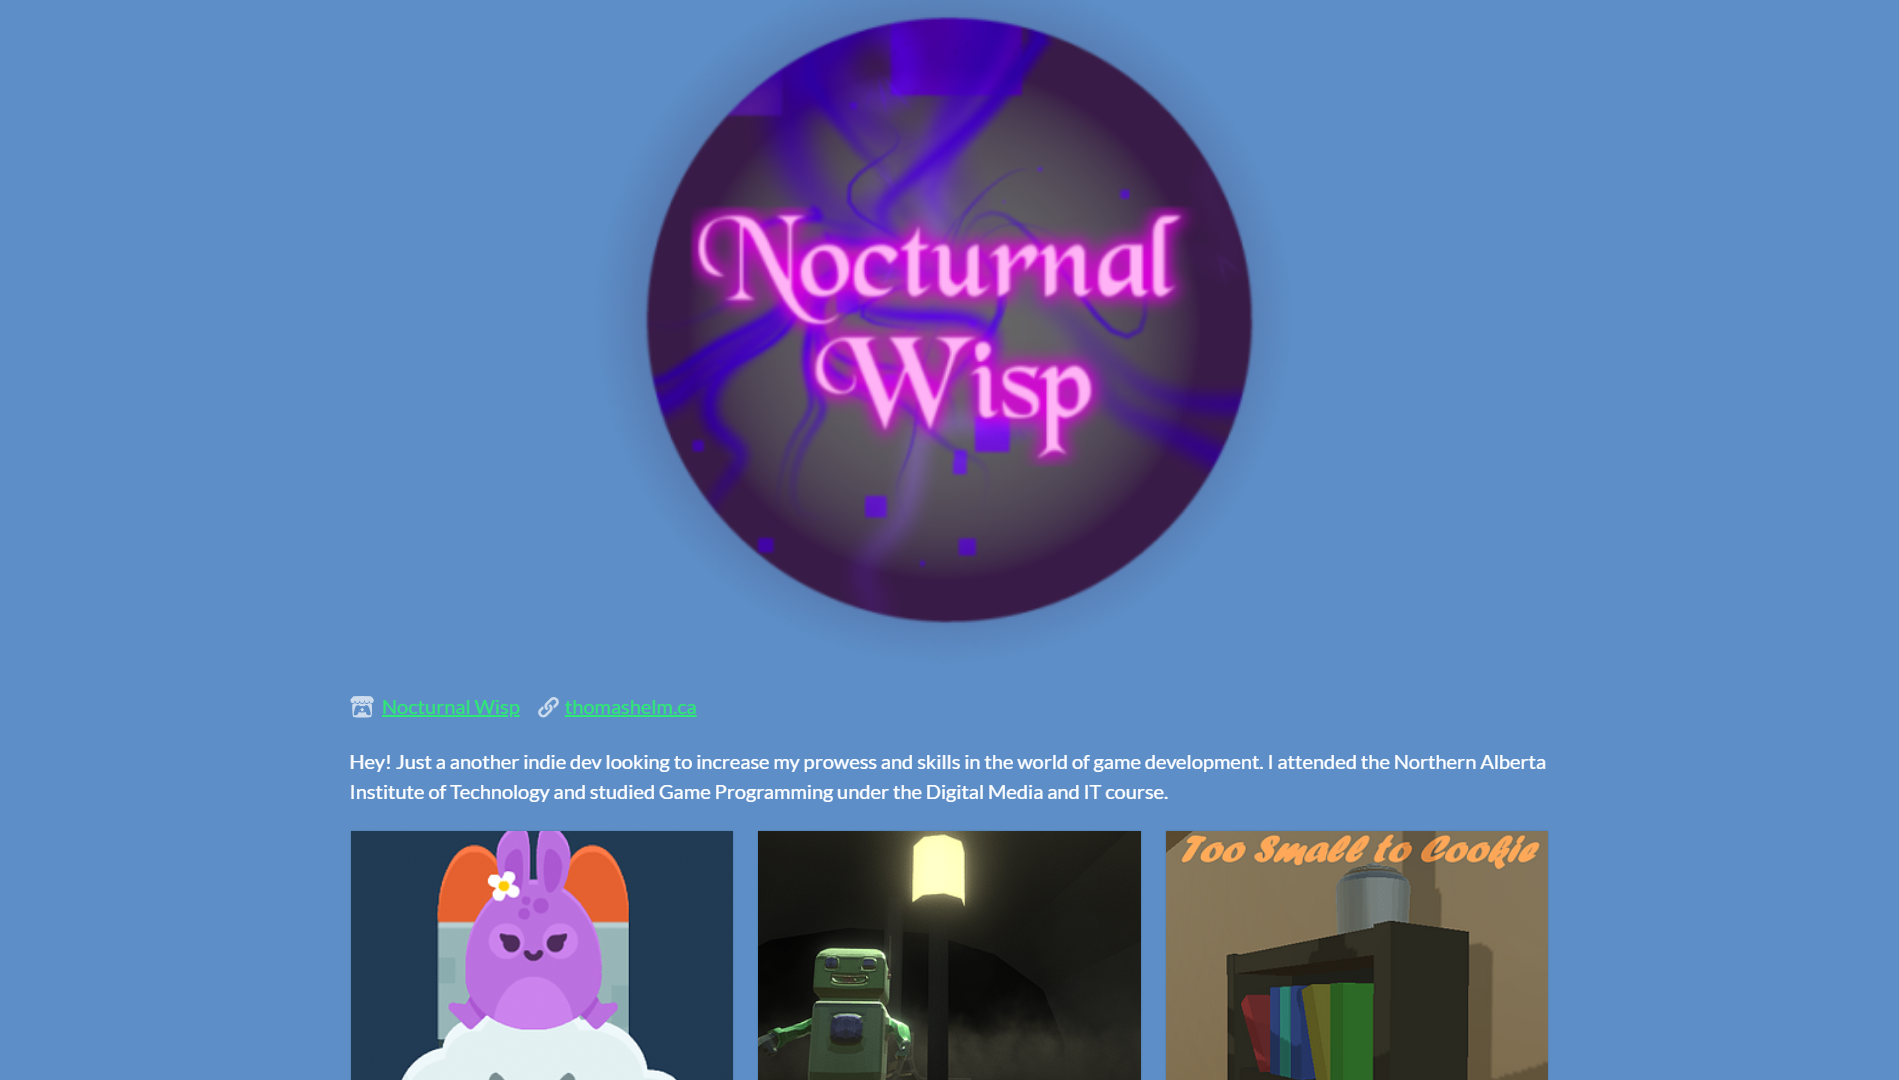 Nocturnal
Wisp
Nocturnal Wisp thomashelm.ca
Hey! Just a another indie dev looking to increase my prowess and skills in the world of game development. I attended the Northern Alberta
Institute of Technology and studied Game Programming under the Digital Media and IT course.
Too Small to Cookie